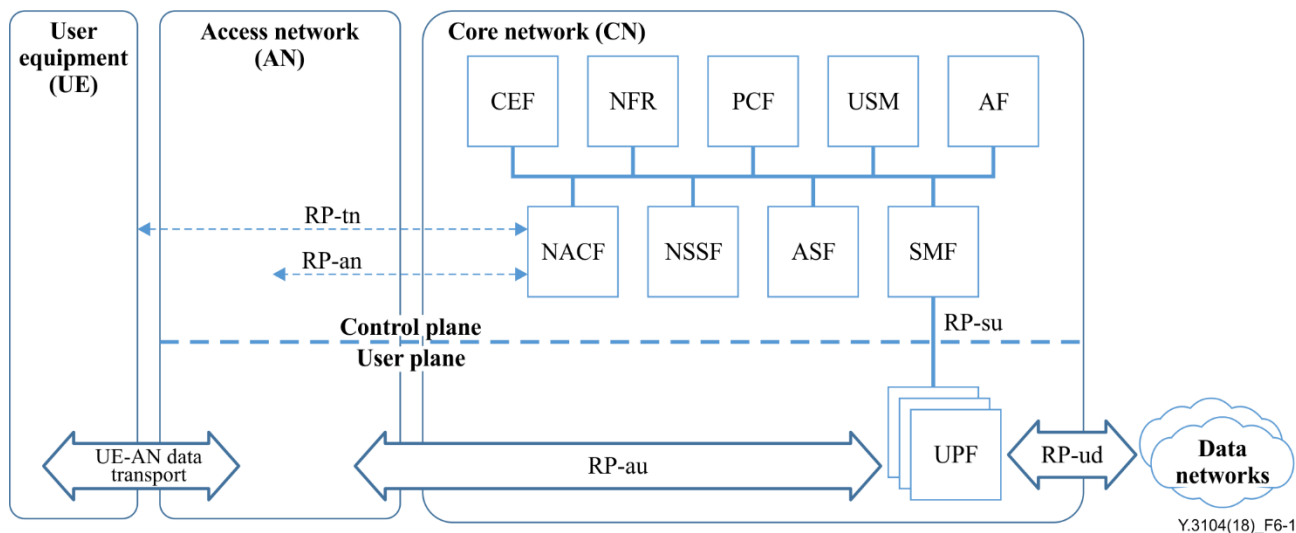 User
equipment
(UE)
Access network
(AN)
Core network (CN)
CEF
NFR
PCF
USM
AF
RP-tn
RP-an
NACF
NSSF
ASF
SMF
RP-su
Control plane
User plane
UE-AN data
transport
RP-au
UPF
RP-ud
Data
networks
Y.3104(18)_F6-1